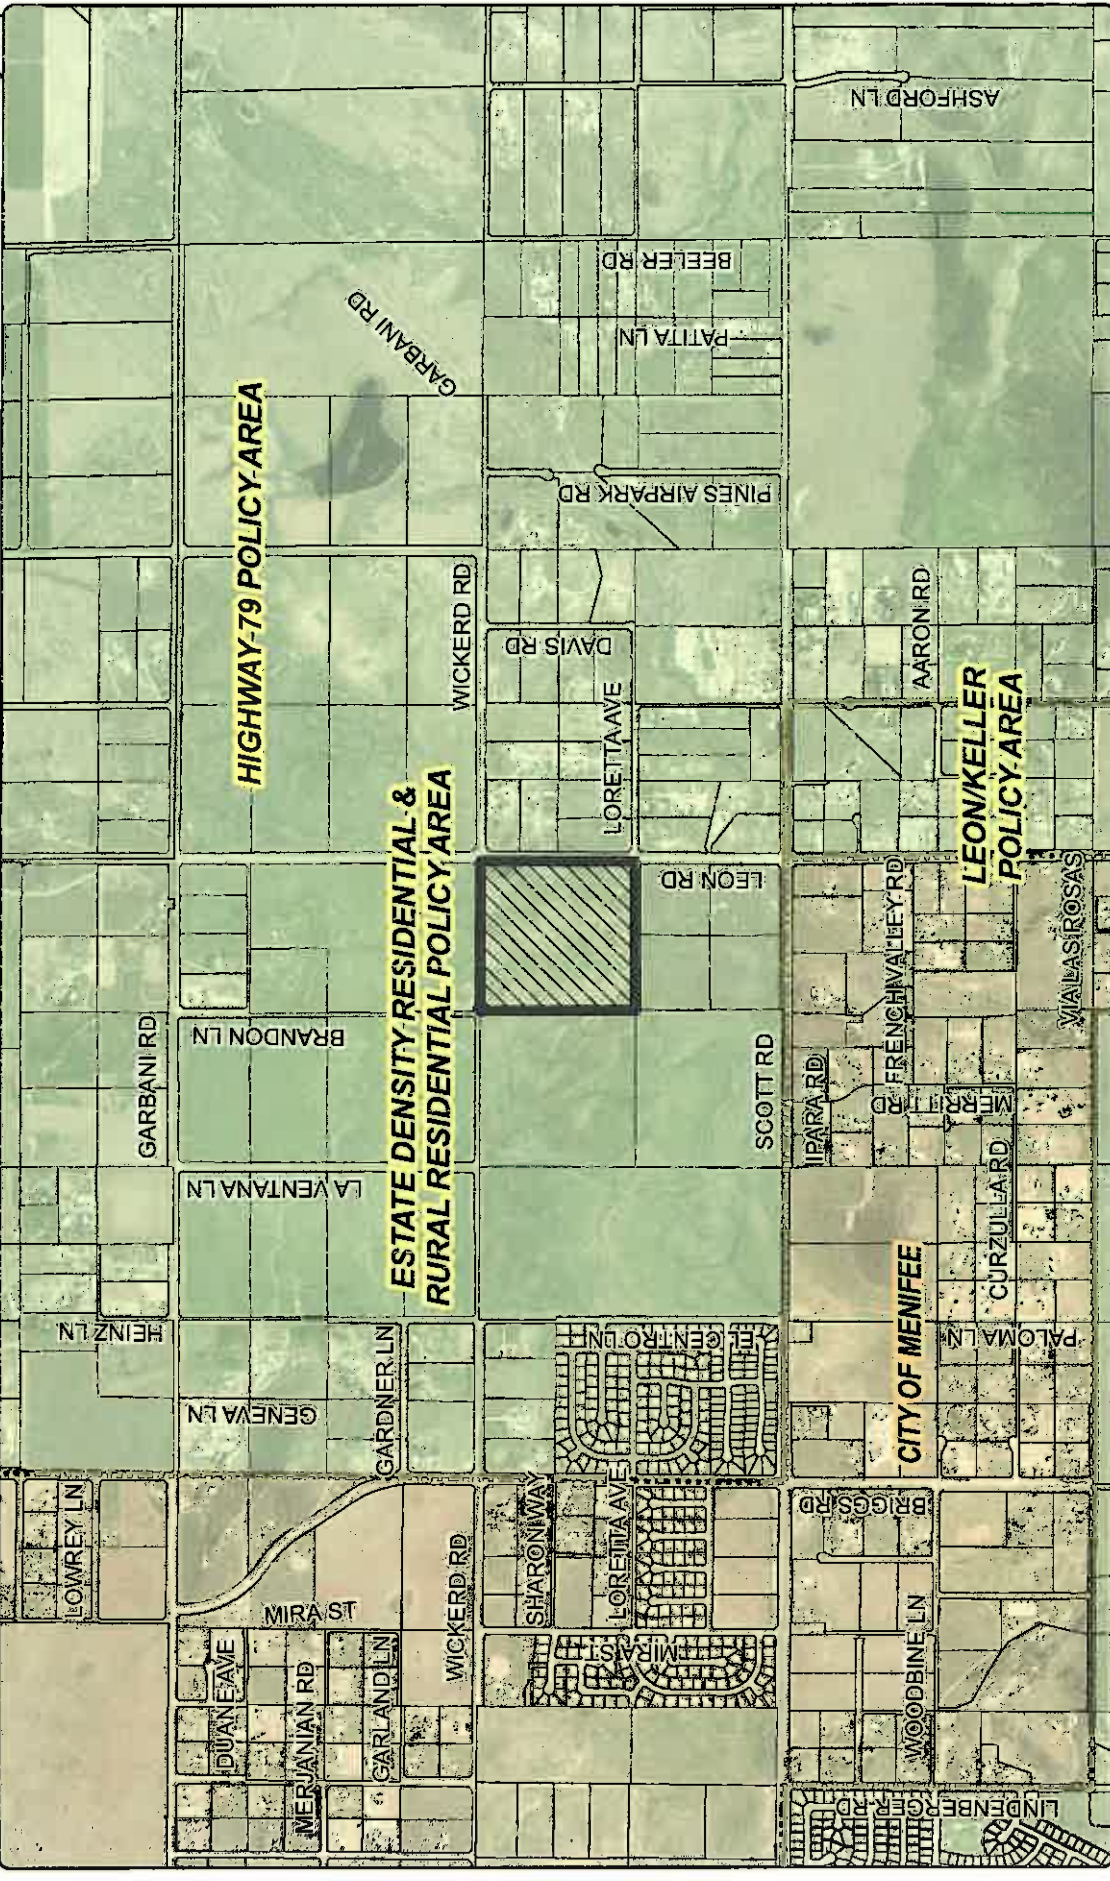 LOWREY LN
GARBANI RD
HEINZ LN
DUANE AVE
MIRA ST
GENEVA LN
LA VENTANA LN
BRANDON LN
HIGHWAY 79 POLICY AREA
MERJANIAN RD
GARLAND LN
GARDNER LN
ESTATE DENSITY RESIDENTIAL &
RURAL RESIDENTIAL POLICY AREA
GARBANI RD
WICKERD RD
WICKERD RD
SHARON WAY
LORETTA AVE
MIRA ST
EL CENTRO LN
LEON RD
LORETTA AVE
DAVIS RD
PINES AIRPARK RD
PATITA LN
BEELER RD
SCOTT RD
BRIGGS RD
IPARA RD
ASHFORD LN
LINDENBERGER RD
WOODBINE LN
CITY OF MENIFEE
MERRITT RD
FRENCH VALLEY RD
AARON RD
PALOMA LN
CURZULLA RD
LEON/KELLER
POLICY AREA
VIA LAS ROSAS